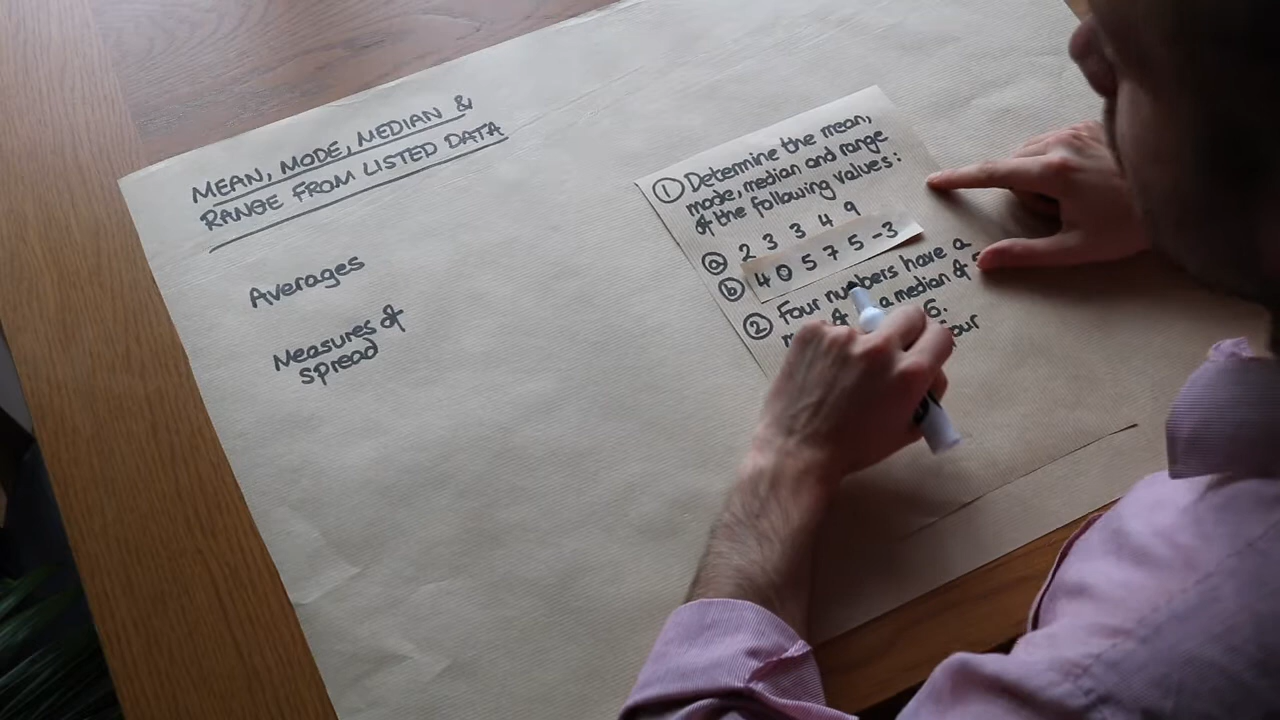 MEAN, MODE, MEDIAN &
RANGE FROM LISTED DATA
Averages
Measures of
spread
① Determine the mean,
mode, median and range
of the following values:
ⓐ 2 3 3 4 9
ⓑ 4 0 5 7 5 -3
② Four numbers have a
a median of
6.
four